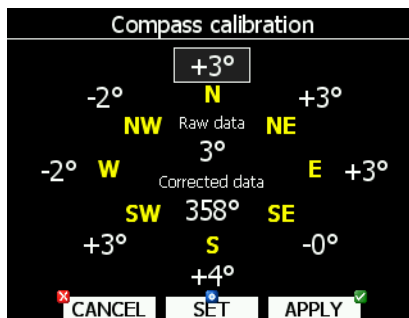 Compass calibration
+3°
-2° N +3°
NW Raw data NE
3°
-2° W E +3°
Corrected data
SW 358° SE
+3° S -0°
+4°
CANCEL SET APPLY